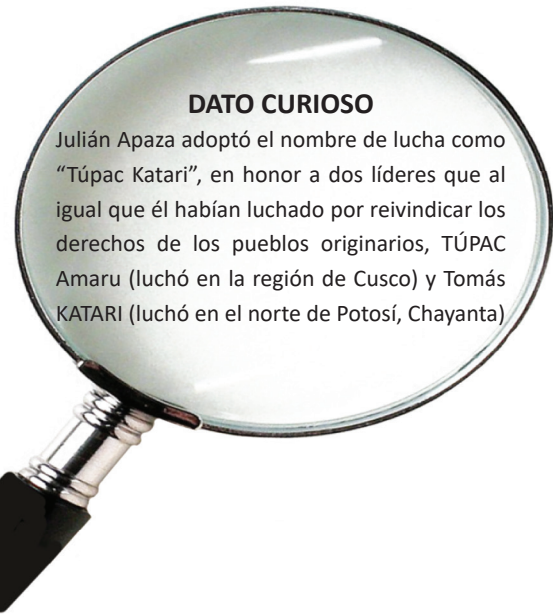 DATO CURIOSO
Julián Apaza adoptó el nombre de lucha como
“Túpac Katari”, en honor a dos líderes que al
igual que él habían luchado por reivindicar los
derechos de los pueblos originarios, TÚPAC
Amaru (luchó en la región de Cusco) y Tomás
KATARI (luchó en el norte de Potosí, Chayanta)